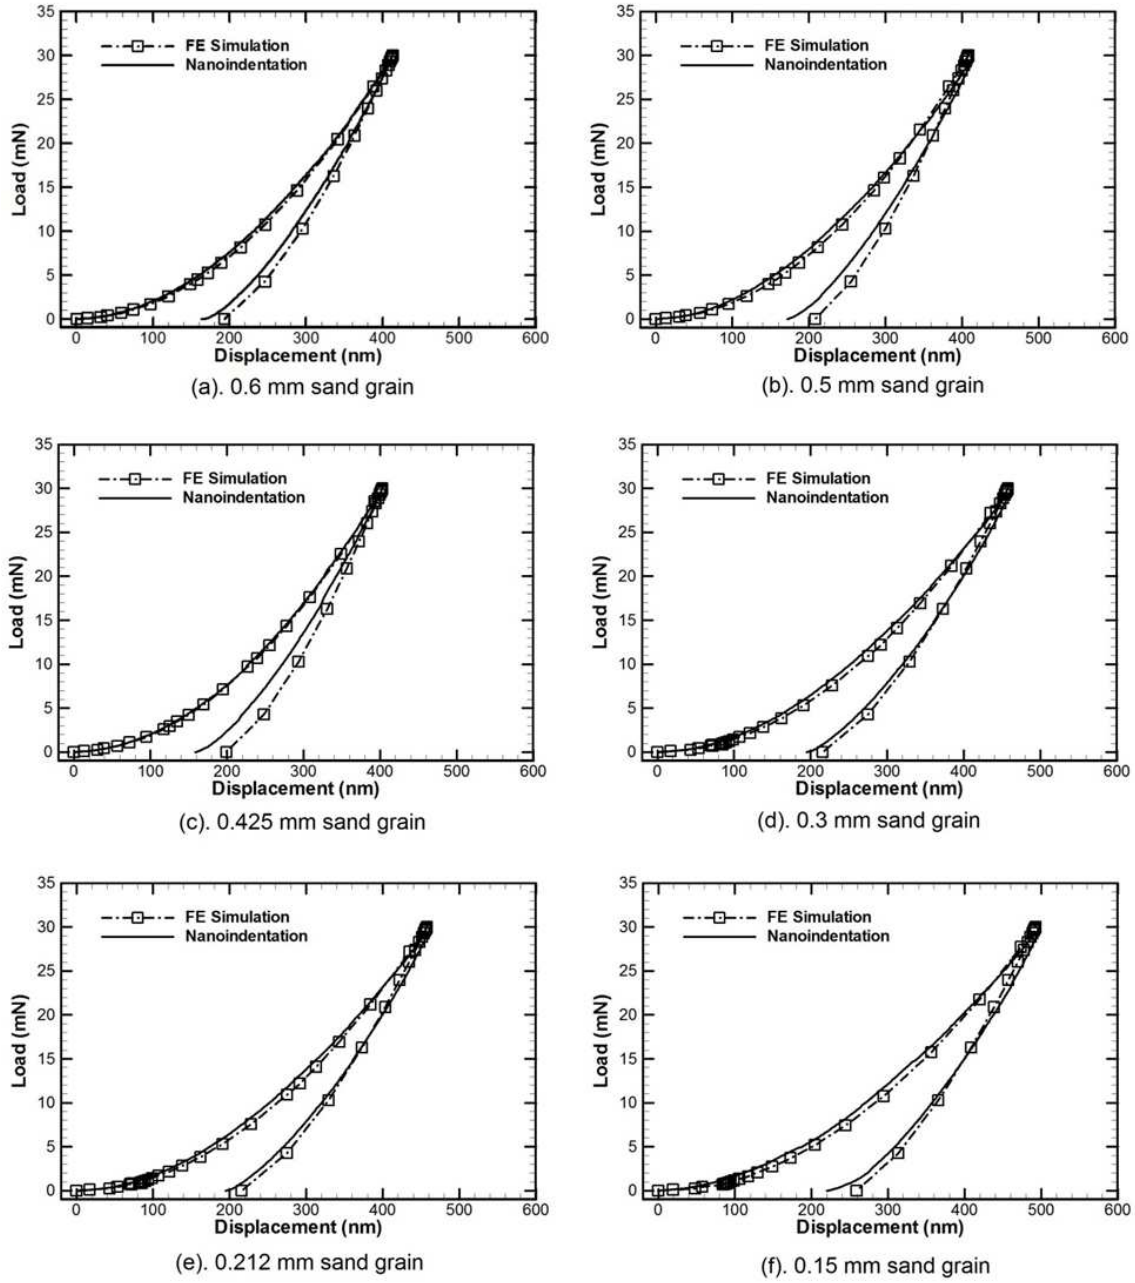 35
30
25
20
15
10
5
0
Load (mN)
FE Simulation
Nanoindentation
0 100 200 300 400 500 600
Displacement (nm)
(a). 0.6 mm sand grain
35
30
25
20
15
10
5
0
Load (mN)
FE Simulation
Nanoindentation
0 100 200 300 400 500 600
Displacement (nm)
(b). 0.5 mm sand grain
35
30
25
20
15
10
5
0
Load (mN)
FE Simulation
Nanoindentation
0 100 200 300 400 500 600
Displacement (nm)
(c). 0.425 mm sand grain
35
30
25
20
15
10
5
0
Load (mN)
FE Simulation
Nanoindentation
0 100 200 300 400 500 600
Displacement (nm)
(d). 0.3 mm sand grain
35
30
25
20
15
10
5
0
Load (mN)
FE Simulation
Nanoindentation
0 100 200 300 400 500 600
Displacement (nm)
(e). 0.212 mm sand grain
35
30
25
20
15
10
5
0
Load (mN)
FE Simulation
Nanoindentation
0 100 200 300 400 500 600
Displacement (nm)
(f). 0.15 mm sand grain